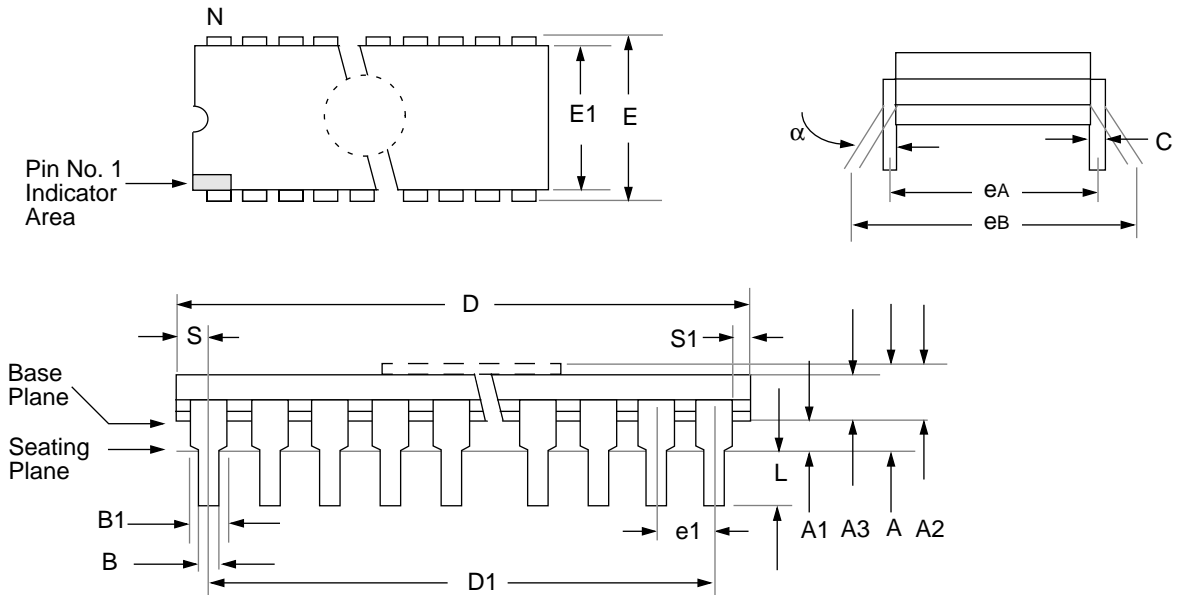 N
E1
E
Pin No. 1
Indicator
Area
α
C
eA
eB
D
S
S1
Base
Plane
Seating
Plane
L
B1
e1
A1
A3
A
A2
B
D1